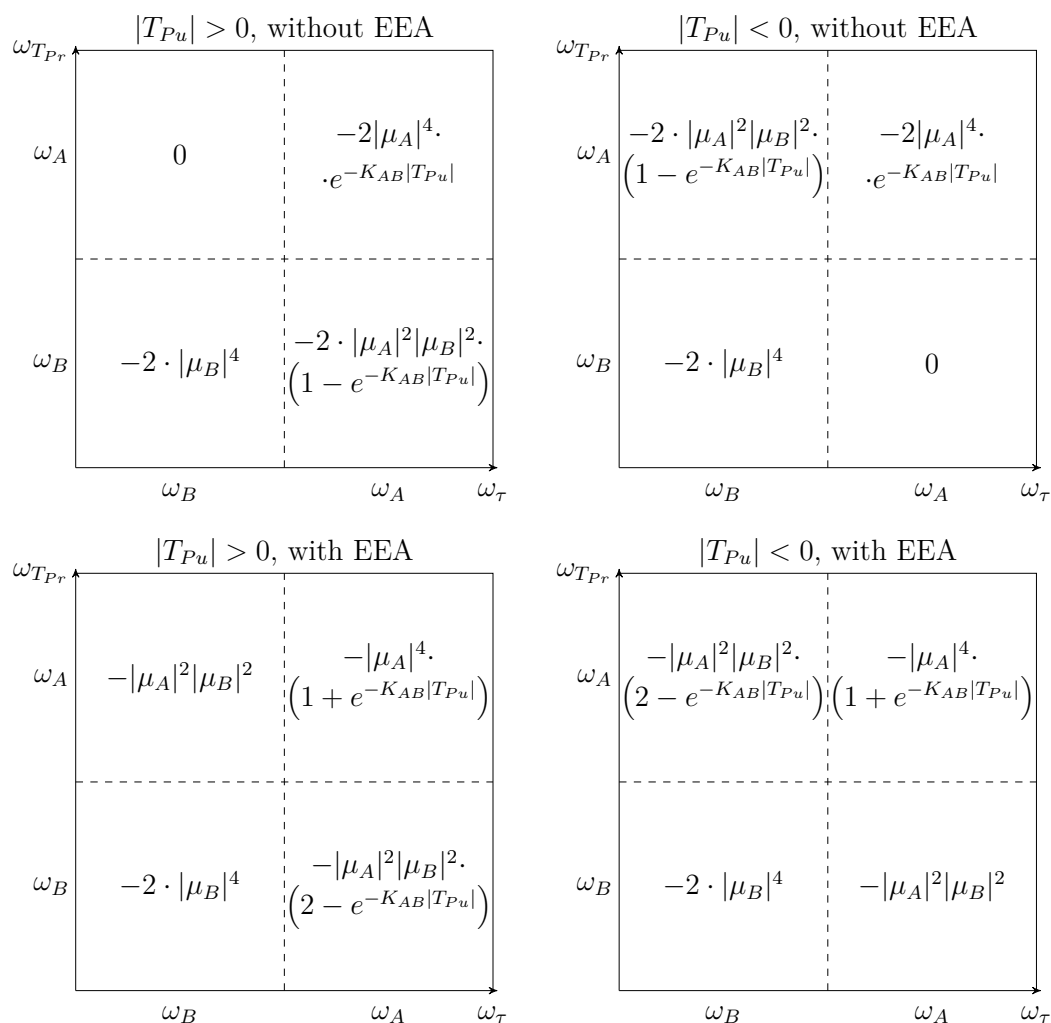 |T_{Pu}| > 0, without EEA
ω_{T_{Pr}}
ω_A
0
−2|μ_A|^4·
·e^{−K_{AB}|T_{Pu}|}
ω_B
−2 · |μ_B|^4
−2 · |μ_A|^2|μ_B|^2·
(1 − e^{−K_{AB}|T_{Pu}|})
ω_B
ω_A
ω_τ
|T_{Pu}| < 0, without EEA
ω_{T_{Pr}}
ω_A
−2 · |μ_A|^2|μ_B|^2·
(1 − e^{−K_{AB}|T_{Pu}|})
−2|μ_A|^4·
·e^{−K_{AB}|T_{Pu}|}
ω_B
−2 · |μ_B|^4
0
ω_B
ω_A
ω_τ
|T_{Pu}| > 0, with EEA
ω_{T_{Pr}}
ω_A
−|μ_A|^2|μ_B|^2
−|μ_A|^4·
(1 + e^{−K_{AB}|T_{Pu}|})
ω_B
−2 · |μ_B|^4
−|μ_A|^2|μ_B|^2·
(2 − e^{−K_{AB}|T_{Pu}|})
ω_B
ω_A
ω_τ
|T_{Pu}| < 0, with EEA
ω_{T_{Pr}}
ω_A
−|μ_A|^2|μ_B|^2·
(2 − e^{−K_{AB}|T_{Pu}|})
−|μ_A|^4·
(1 + e^{−K_{AB}|T_{Pu}|})
ω_B
−2 · |μ_B|^4
−|μ_A|^2|μ_B|^2
ω_B
ω_A
ω_τ